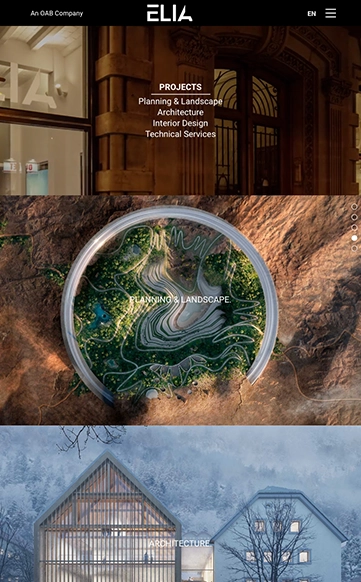 An OAB Company
ELIA
EN
PROJECTS
Planning & Landscape
Architecture
Interior Design
Technical Services
PLANNING & LANDSCAPE.
ARCHITECTURE